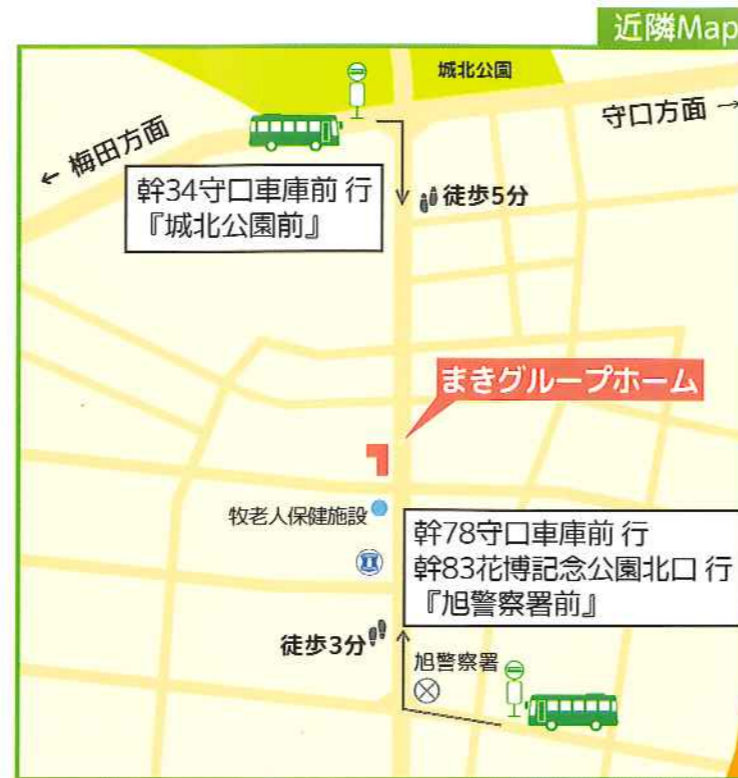 近隣Map
城北公園
守口方面 →
← 梅田方面
幹34守口車庫前 行
『城北公園前』
徒歩5分
まきグループホーム
牧老人保健施設
幹78守口車庫前 行
幹83花博記念公園北口 行
『旭警察署前』
徒歩3分
旭警察署